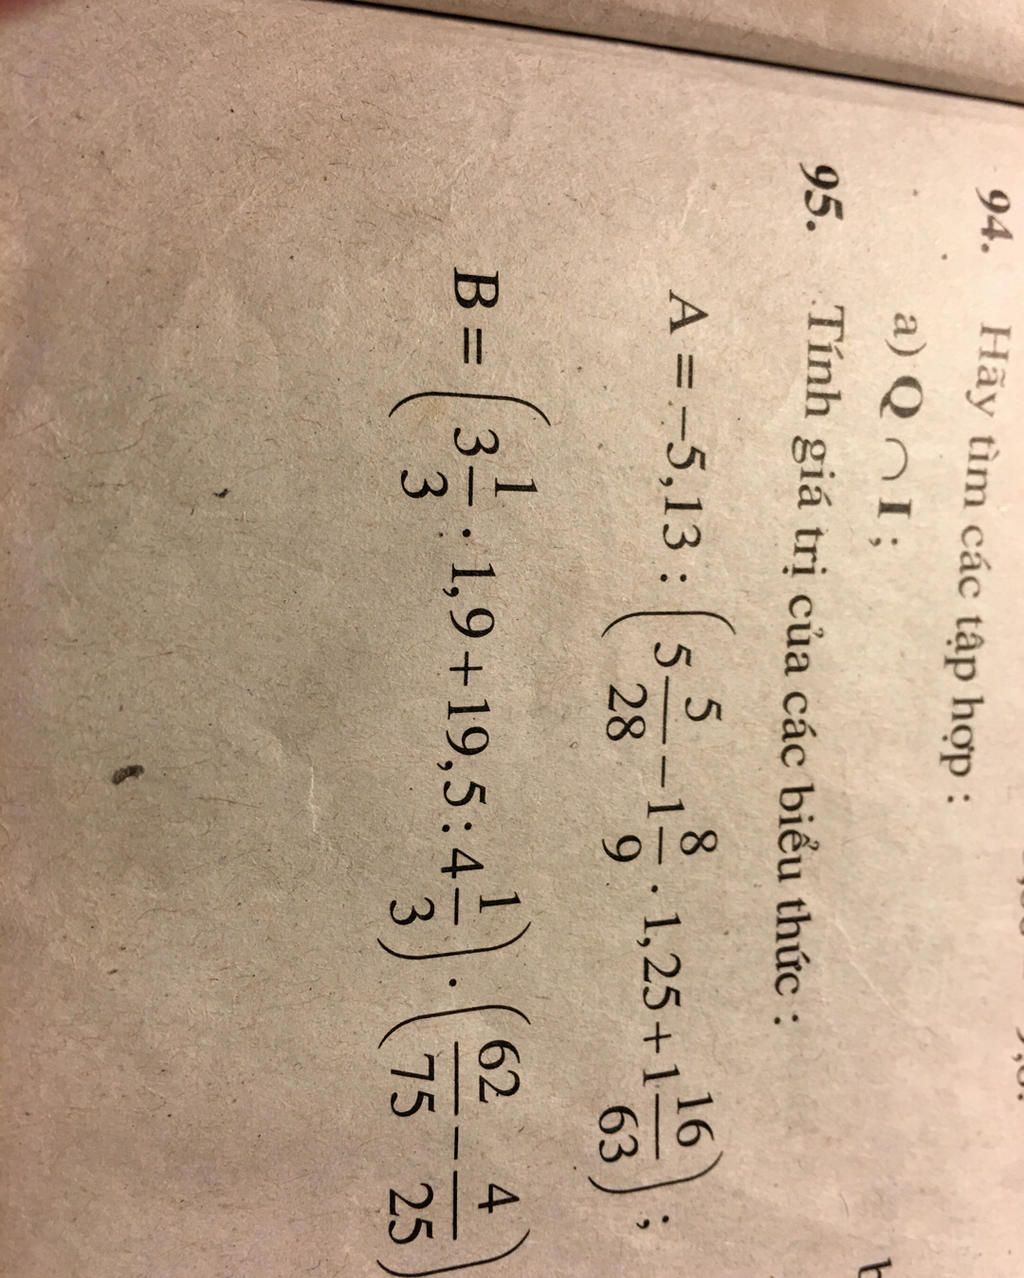 94. Hãy tìm các tập hợp :
a) Q ∩ I ;
95. Tính giá trị của các biểu thức :
A = −5,13 : (5 5/28 − 1 8/9 . 1,25 + 1 16/63) ;
B = (3 1/3 . 1,9 + 19,5 : 4 1/3) . (62/75 − 4/25)